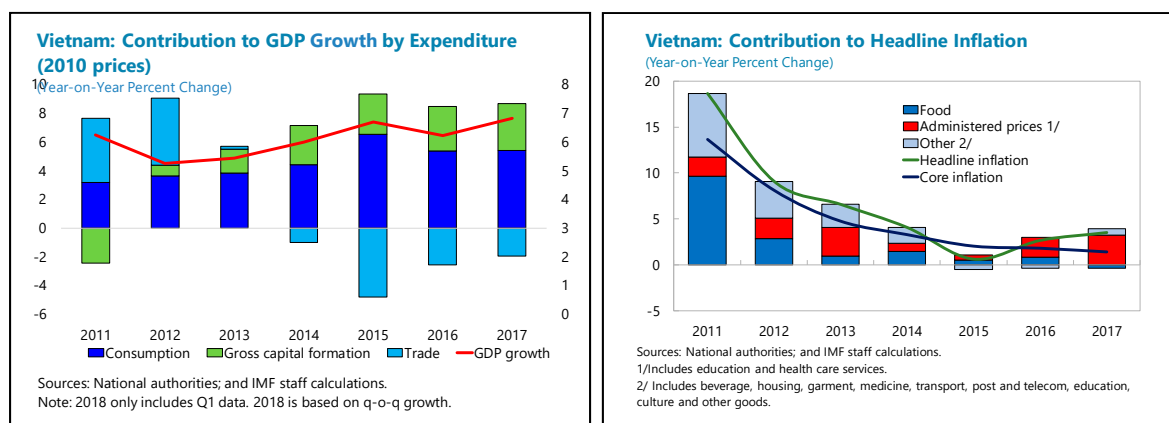 Vietnam: Contribution to GDP Growth by Expenditure
(2010 prices)
(Year-on-Year Percent Change)
10
8
6
4
2
0
-2
-4
-6
8
7
6
5
4
3
2
1
0
2011 2012 2013 2014 2015 2016 2017
Consumption Gross capital formation Trade GDP growth
Sources: National authorities; and IMF staff calculations.
Note: 2018 only includes Q1 data. 2018 is based on q-o-q growth.
Vietnam: Contribution to Headline Inflation
(Year-on-Year Percent Change)
20
15
10
5
0
-5
Food
Administered prices 1/
Other 2/
Headline inflation
Core inflation
2011 2012 2013 2014 2015 2016 2017
Sources: National authorities; and IMF staff calculations.
1/Includes education and health care services.
2/ Includes beverage, housing, garment, medicine, transport, post and telecom, education,
culture and other goods.